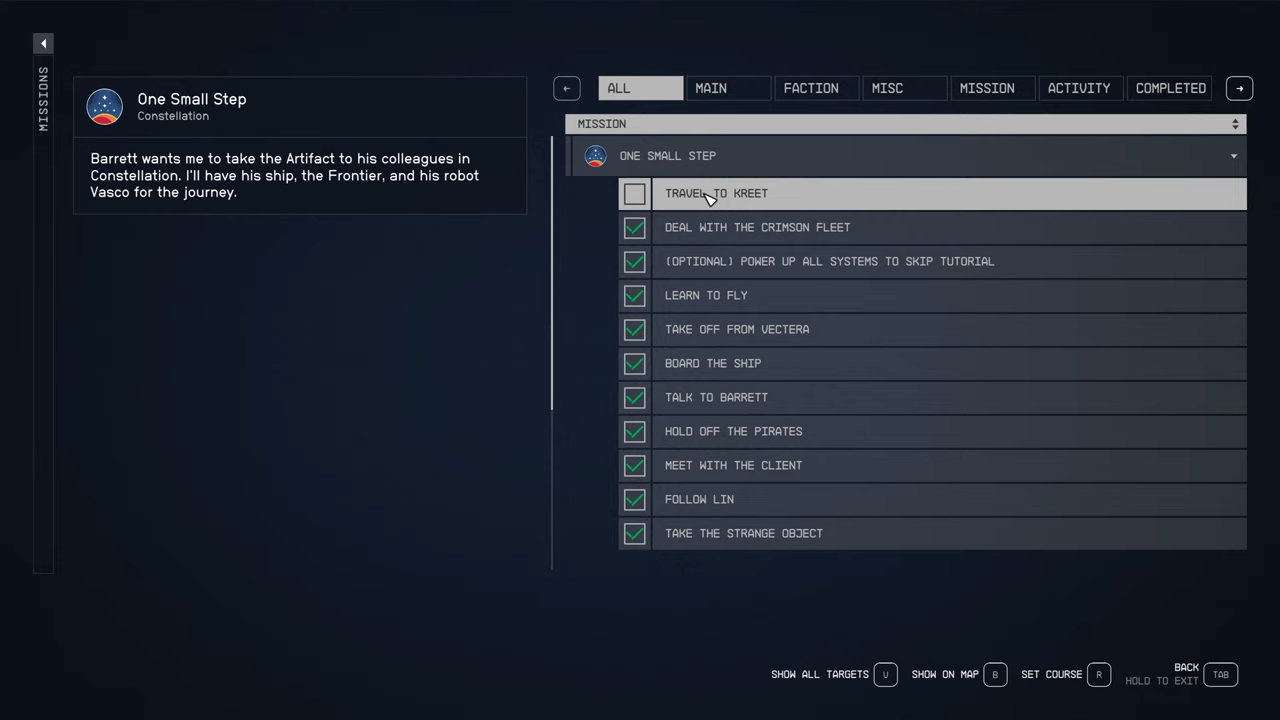 MISSIONS
One Small Step
Constellation
Barrett wants me to take the Artifact to his colleagues in
Constellation. I'll have his ship, the Frontier, and his robot
Vasco for the journey.
ALL
MAIN
FACTION
MISC
MISSION
ACTIVITY
COMPLETED
MISSION
ONE SMALL STEP
TRAVEL TO KREET
DEAL WITH THE CRIMSON FLEET
(OPTIONAL) POWER UP ALL SYSTEMS TO SKIP TUTORIAL
LEARN TO FLY
TAKE OFF FROM VECTERA
BOARD THE SHIP
TALK TO BARRETT
HOLD OFF THE PIRATES
MEET WITH THE CLIENT
FOLLOW LIN
TAKE THE STRANGE OBJECT
SHOW ALL TARGETS V
SHOW ON MAP B
SET COURSE R
BACK
HOLD TO EXIT
TAB